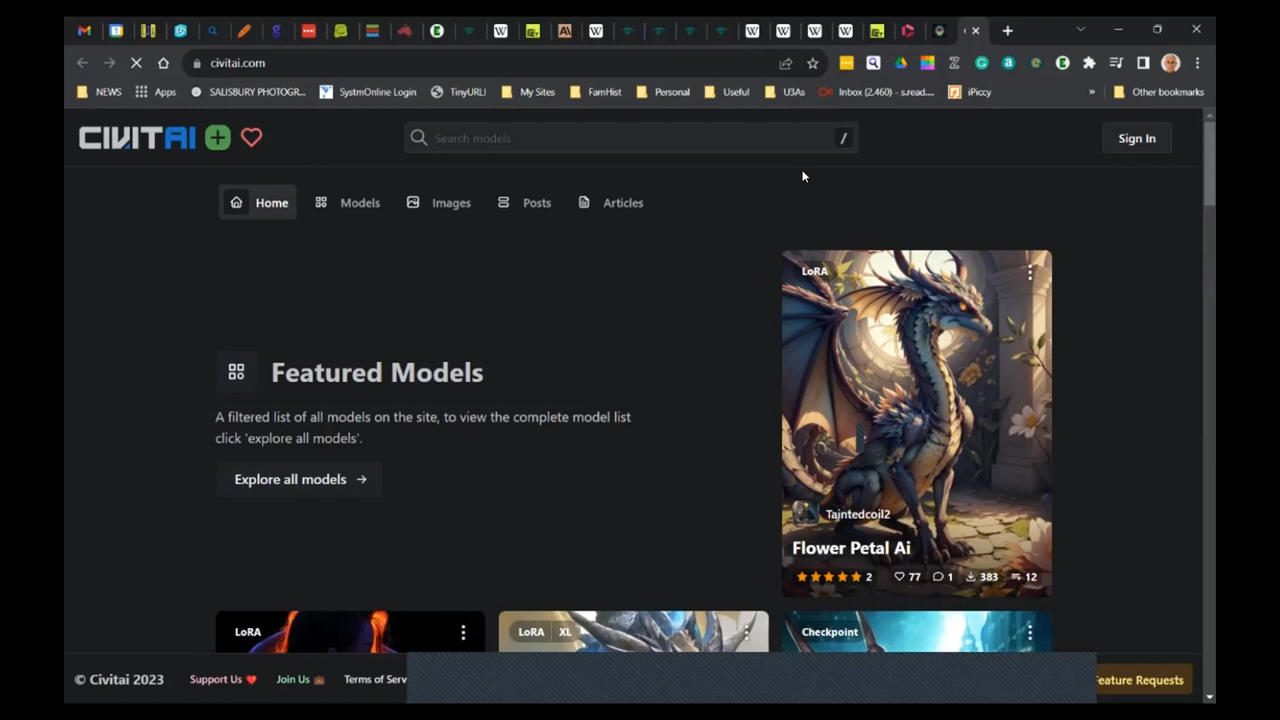 civitai.com
NEWS Apps SALISBURY PHOTOGR... SystmOnline Login TinyURL! My Sites FamHist Personal Useful U3As Inbox (2,460) - s.read.... iPiccy » Other bookmarks
CIVITAI Search models / Sign In
Home Models Images Posts Articles
LoRA
Featured Models
A filtered list of all models on the site, to view the complete model list
click 'explore all models'.
Explore all models →
Taintedcoil2
Flower Petal Ai
2 77 1 383 12
LoRA LoRA XL Checkpoint
© Civitai 2023 Support Us Join Us Terms of Serv Feature Requests